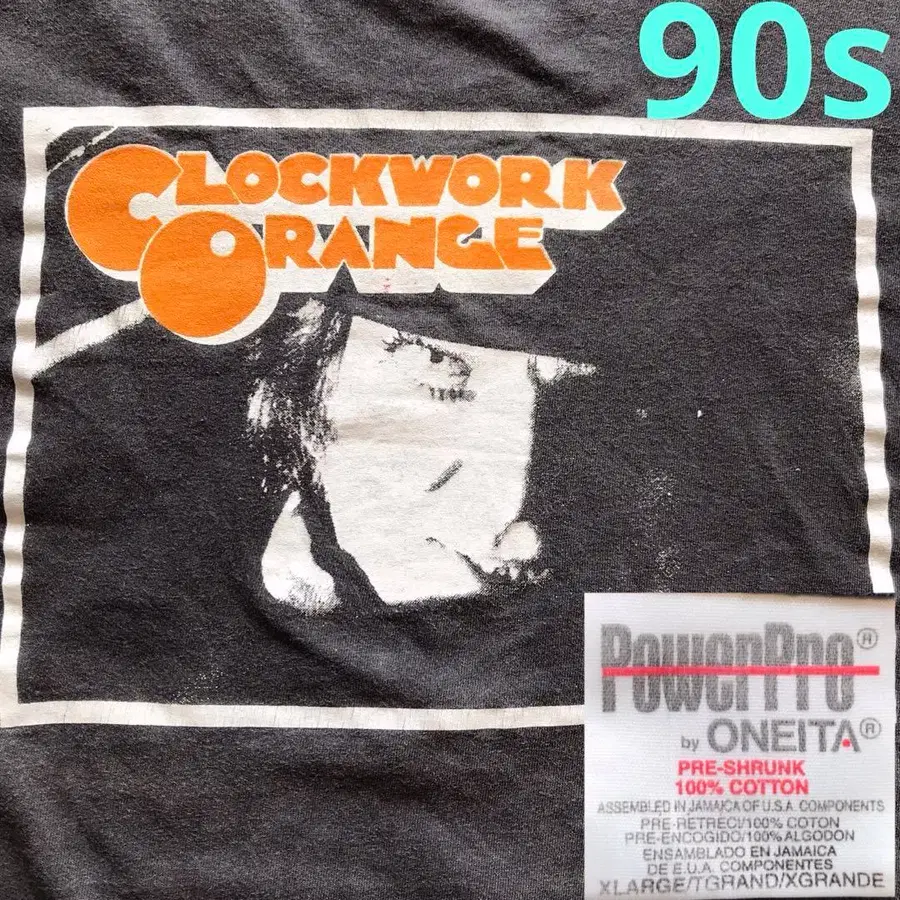 90s
CLOCKWORK
ORANGE
PowerPro®
by ONEITA®
PRE-SHRUNK
100% COTTON
ASSEMBLED IN JAMAICA OF U.S.A. COMPONENTS
PRE-RETRECI/100% COTON
PRE-ENCOGIDO/100% ALGODON
ENSAMBLADO EN JAMAICA
DE E.U.A. COMPONENTES
XLARGE/TGRAND/XGRANDE